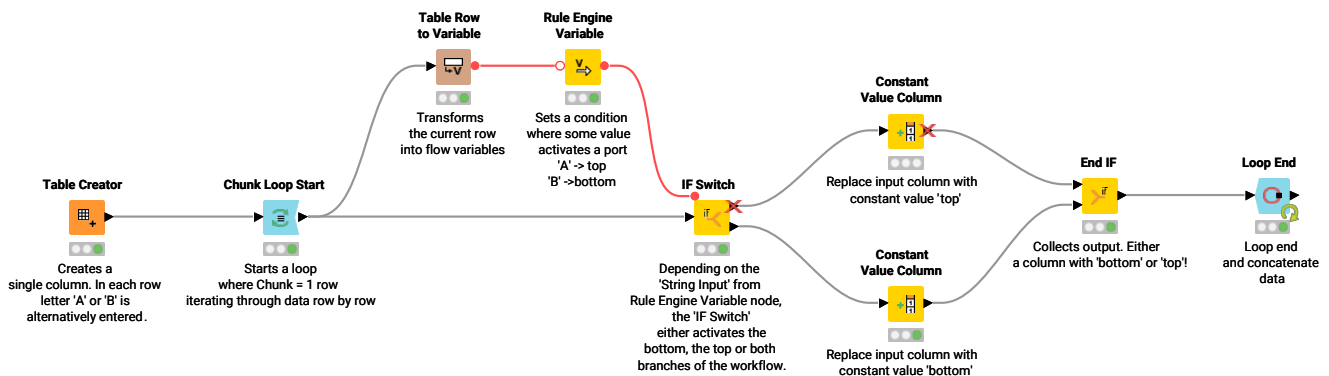 Table Row
to Variable
Transforms
the current row
into flow variables
Rule Engine
Variable
Sets a condition
where some value
activates a port
'A' -> top
'B' ->bottom
Constant
Value Column
Replace input column with
constant value 'top'
Table Creator
Creates a
single column. In each row
letter 'A' or 'B' is
alternatively entered.
Chunk Loop Start
Starts a loop
where Chunk = 1 row
iterating through data row by row
IF Switch
Depending on the
'String Input' from
Rule Engine Variable node,
the 'IF Switch'
either activates the
bottom, the top or both
branches of the workflow.
Constant
Value Column
Replace input column with
constant value 'bottom'
End IF
Collects output. Either
a column with 'bottom' or 'top'!
Loop End
Loop end
and concatenate
data